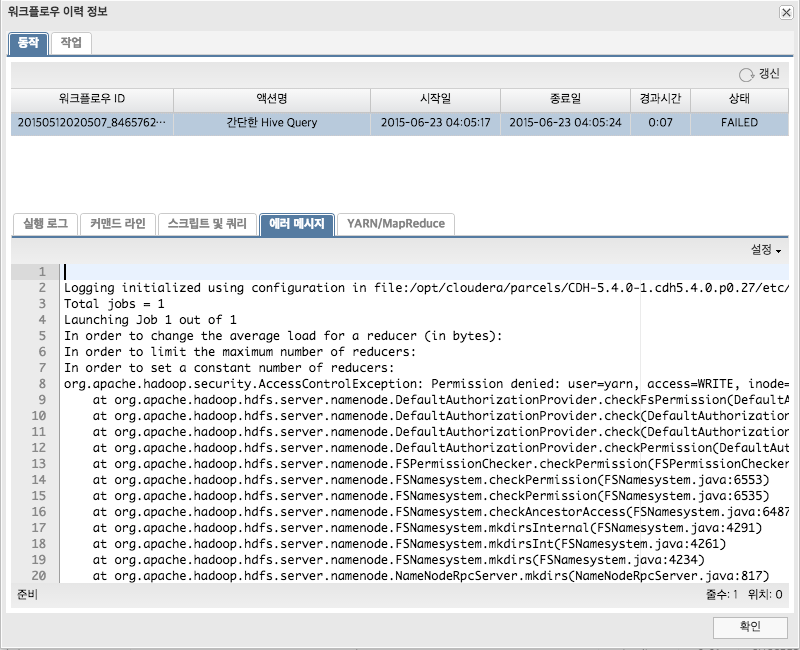 워크플로우 이력 정보
동작 작업
갱신
워크플로우 ID 액션명 시작일 종료일 경과시간 상태
20150512020507_8465762··· 간단한 Hive Query 2015-06-23 04:05:17 2015-06-23 04:05:24 0:07 FAILED
실행 로그 커맨드 라인 스크립트 및 쿼리 에러 메시지 YARN/MapReduce
설정
1
2 Logging initialized using configuration in file:/opt/cloudera/parcels/CDH-5.4.0-1.cdh5.4.0.p0.27/etc/
3 Total jobs = 1
4 Launching Job 1 out of 1
5 In order to change the average load for a reducer (in bytes):
6 In order to limit the maximum number of reducers:
7 In order to set a constant number of reducers:
8 org.apache.hadoop.security.AccessControlException: Permission denied: user=yarn, access=WRITE, inode=
9 at org.apache.hadoop.hdfs.server.namenode.DefaultAuthorizationProvider.checkFsPermission(DefaultA
10 at org.apache.hadoop.hdfs.server.namenode.DefaultAuthorizationProvider.check(DefaultAuthorization
11 at org.apache.hadoop.hdfs.server.namenode.DefaultAuthorizationProvider.check(DefaultAuthorization
12 at org.apache.hadoop.hdfs.server.namenode.DefaultAuthorizationProvider.checkPermission(DefaultAut
13 at org.apache.hadoop.hdfs.server.namenode.FSPermissionChecker.checkPermission(FSPermissionChecker
14 at org.apache.hadoop.hdfs.server.namenode.FSNamesystem.checkPermission(FSNamesystem.java:6553)
15 at org.apache.hadoop.hdfs.server.namenode.FSNamesystem.checkPermission(FSNamesystem.java:6535)
16 at org.apache.hadoop.hdfs.server.namenode.FSNamesystem.checkAncestorAccess(FSNamesystem.java:6487
17 at org.apache.hadoop.hdfs.server.namenode.FSNamesystem.mkdirsInternal(FSNamesystem.java:4291)
18 at org.apache.hadoop.hdfs.server.namenode.FSNamesystem.mkdirsInt(FSNamesystem.java:4261)
19 at org.apache.hadoop.hdfs.server.namenode.FSNamesystem.mkdirs(FSNamesystem.java:4234)
20 at org.apache.hadoop.hdfs.server.namenode.NameNodeRpcServer.mkdirs(NameNodeRpcServer.java:817)
준비 줄수: 1 위치: 0
확인